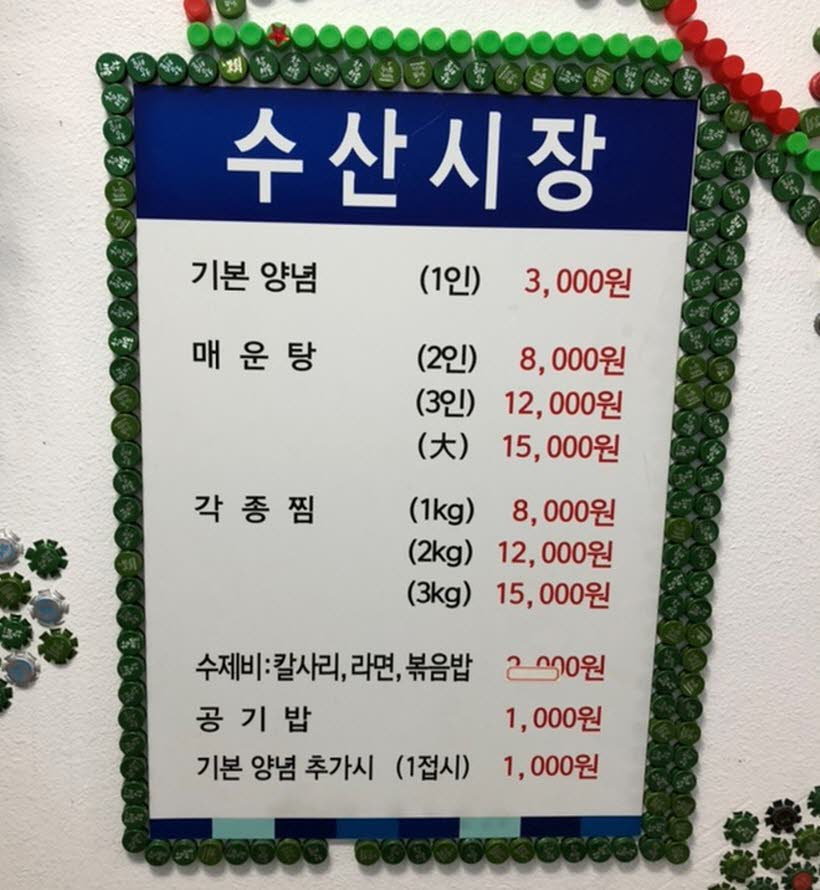 수산시장
기본 양념 (1인) 3,000원
매운탕 (2인) 8,000원
(3인) 12,000원
(大) 15,000원
각종찜 (1kg) 8,000원
(2kg) 12,000원
(3kg) 15,000원
수제비:칼사리,라면,볶음밥
공기밥 1,000원
기본 양념 추가시 (1접시) 1,000원